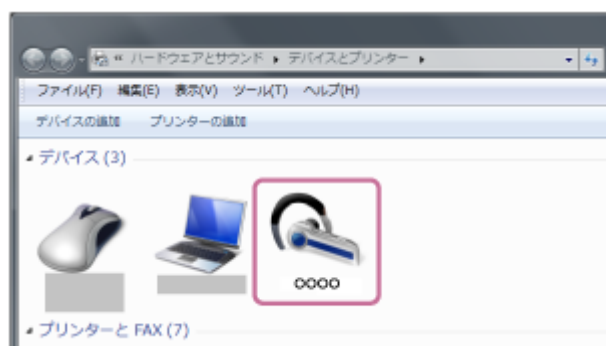 « ハードウェアとサウンド ▸ デバイスとプリンター ▸
ファイル(F) 編集(E) 表示(V) ツール(T) ヘルプ(H)
デバイスの追加 プリンターの追加
デバイス (3)
○○○○
プリンターと FAX (7)